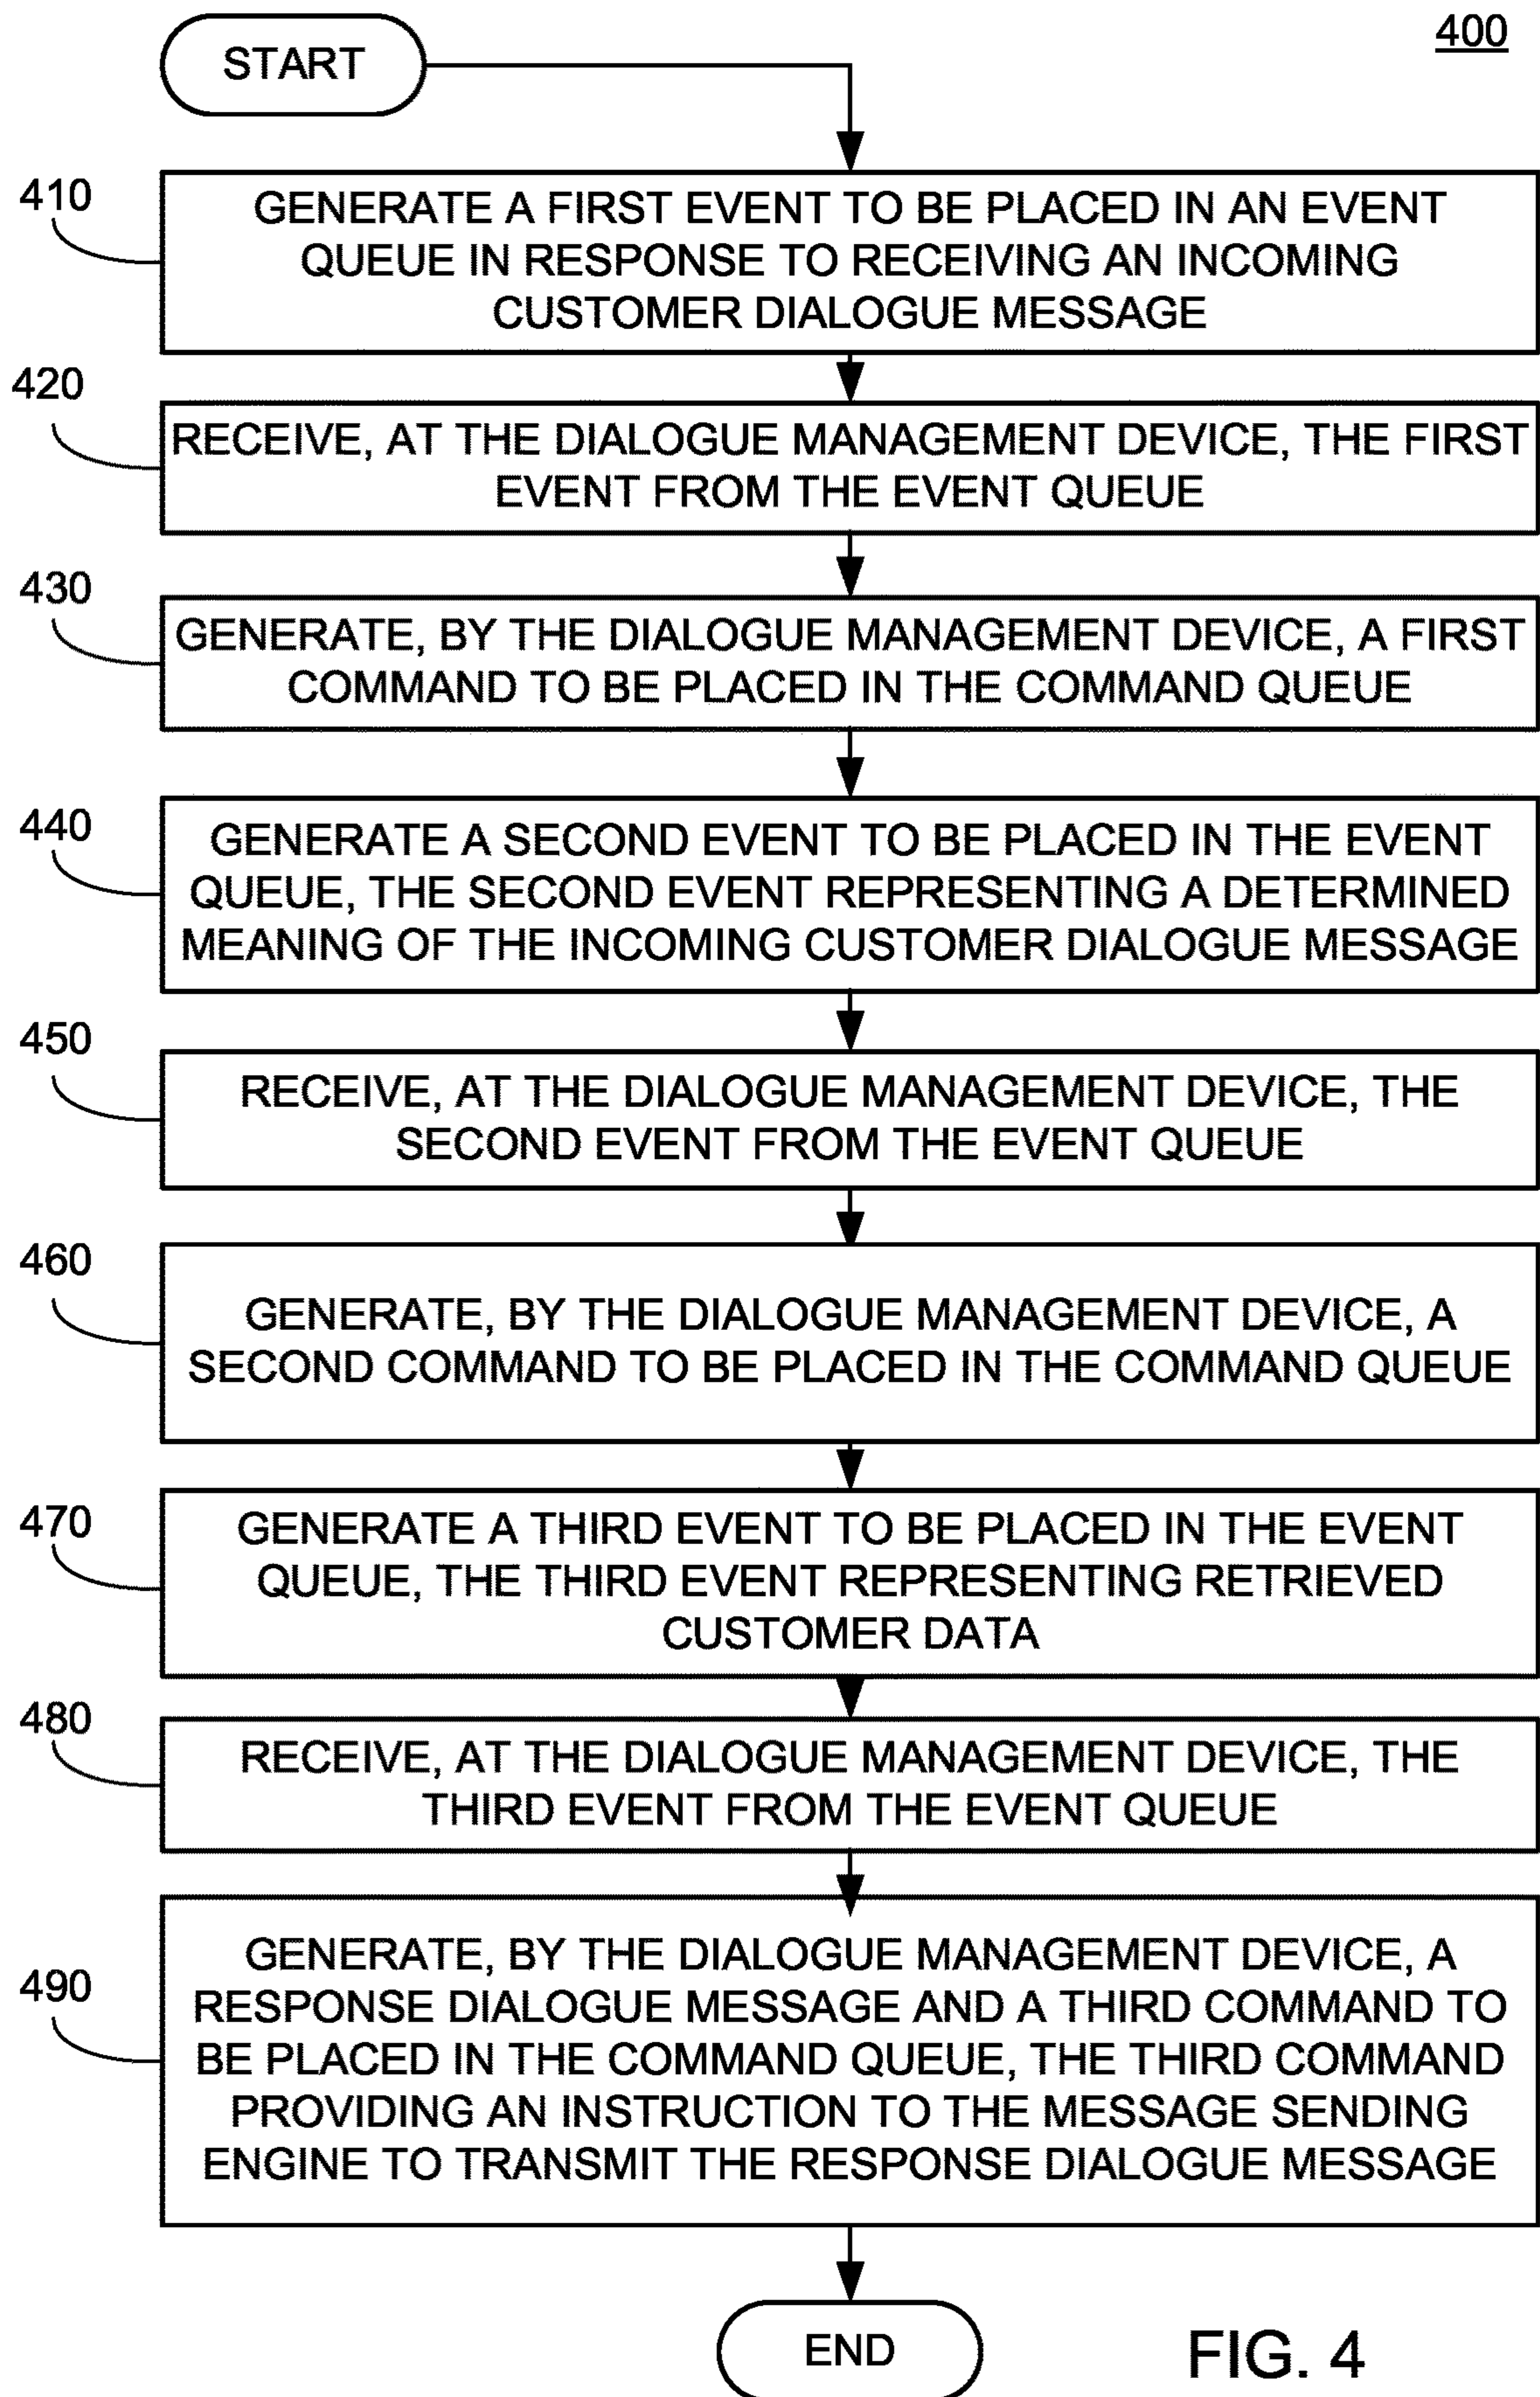 400
START
410
GENERATE A FIRST EVENT TO BE PLACED IN AN EVENT
QUEUE IN RESPONSE TO RECEIVING AN INCOMING
CUSTOMER DIALOGUE MESSAGE
420
RECEIVE, AT THE DIALOGUE MANAGEMENT DEVICE, THE FIRST
EVENT FROM THE EVENT QUEUE
430
GENERATE, BY THE DIALOGUE MANAGEMENT DEVICE, A FIRST
COMMAND TO BE PLACED IN THE COMMAND QUEUE
440
GENERATE A SECOND EVENT TO BE PLACED IN THE EVENT
QUEUE, THE SECOND EVENT REPRESENTING A DETERMINED
MEANING OF THE INCOMING CUSTOMER DIALOGUE MESSAGE
450
RECEIVE, AT THE DIALOGUE MANAGEMENT DEVICE, THE
SECOND EVENT FROM THE EVENT QUEUE
460
GENERATE, BY THE DIALOGUE MANAGEMENT DEVICE, A
SECOND COMMAND TO BE PLACED IN THE COMMAND QUEUE
470
GENERATE A THIRD EVENT TO BE PLACED IN THE EVENT
QUEUE, THE THIRD EVENT REPRESENTING RETRIEVED
CUSTOMER DATA
480
RECEIVE, AT THE DIALOGUE MANAGEMENT DEVICE, THE
THIRD EVENT FROM THE EVENT QUEUE
490
GENERATE, BY THE DIALOGUE MANAGEMENT DEVICE, A
RESPONSE DIALOGUE MESSAGE AND A THIRD COMMAND TO
BE PLACED IN THE COMMAND QUEUE, THE THIRD COMMAND
PROVIDING AN INSTRUCTION TO THE MESSAGE SENDING
ENGINE TO TRANSMIT THE RESPONSE DIALOGUE MESSAGE
END
FIG. 4